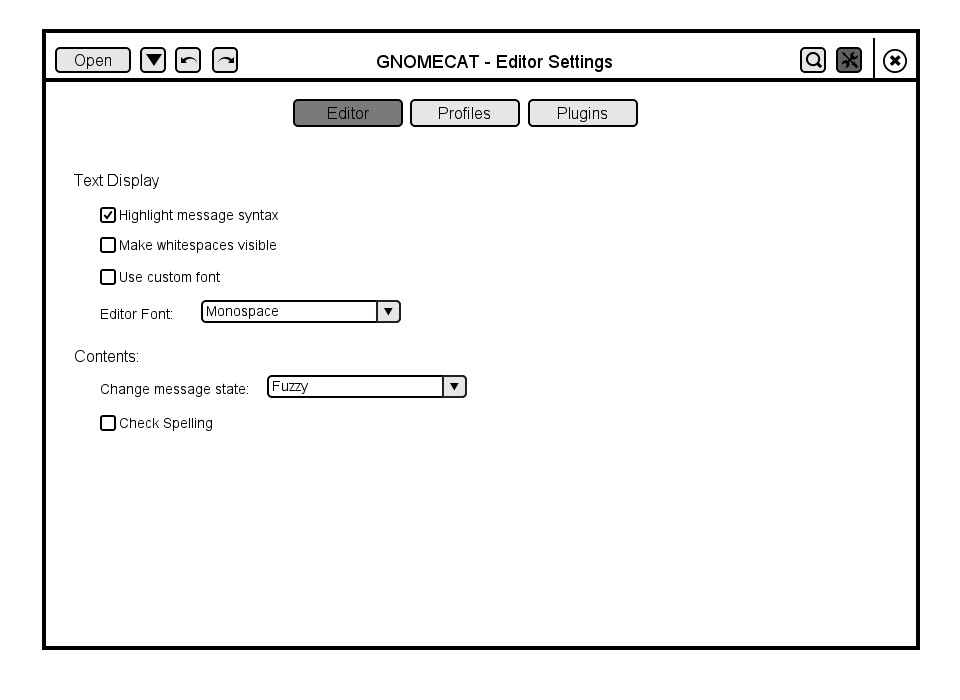 Open
GNOMECAT - Editor Settings
Editor Profiles Plugins
Text Display
Highlight message syntax
Make whitespaces visible
Use custom font
Editor Font: Monospace
Contents:
Change message state: Fuzzy
Check Spelling